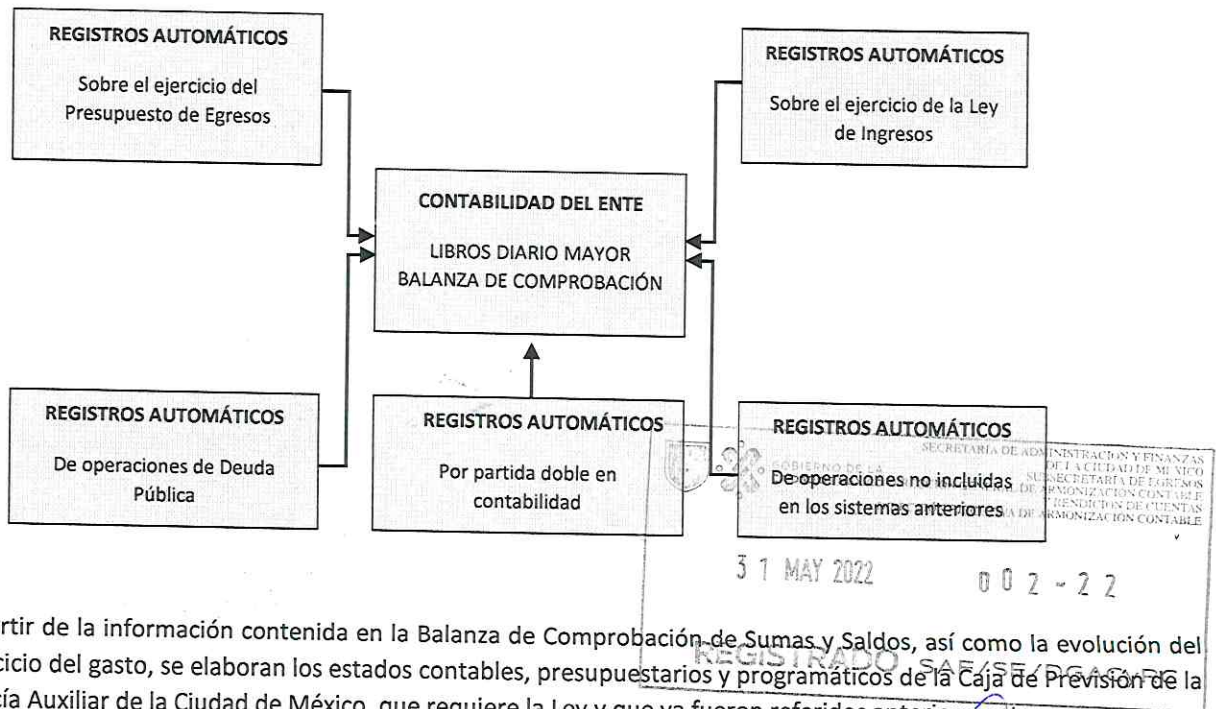 REGISTROS AUTOMÁTICOS
Sobre el ejercicio del
Presupuesto de Egresos
REGISTROS AUTOMÁTICOS
Sobre el ejercicio de la Ley
de Ingresos
CONTABILIDAD DEL ENTE
LIBROS DIARIO MAYOR
BALANZA DE COMPROBACIÓN
REGISTROS AUTOMÁTICOS
De operaciones de Deuda
Pública
REGISTROS AUTOMÁTICOS
Por partida doble en
contabilidad
REGISTROS AUTOMÁTICOS
De operaciones no incluidas
en los sistemas anteriores
SECRETARÍA DE ADMINISTRACIÓN Y FINANZAS
DE LA CIUDAD DE MÉXICO
SUBSECRETARÍA DE EGRESOS
DE ARMONIZACIÓN CONTABLE
Y RENDICIÓN DE CUENTAS
DE ARMONIZACIÓN CONTABLE
GOBIERNO DE LA
31 MAY 2022
002-22
REGISTRADO SAF/SE/DGACYRC
rtir de la información contenida en la Balanza de Comprobación de Sumas y Saldos, así como la evolución del
cicio del gasto, se elaboran los estados contables, presupuestarios y programáticos de la Caja de Previsión de la
cía Auxiliar de la Ciudad de México, que requiere la Ley y que ya fueron referidos